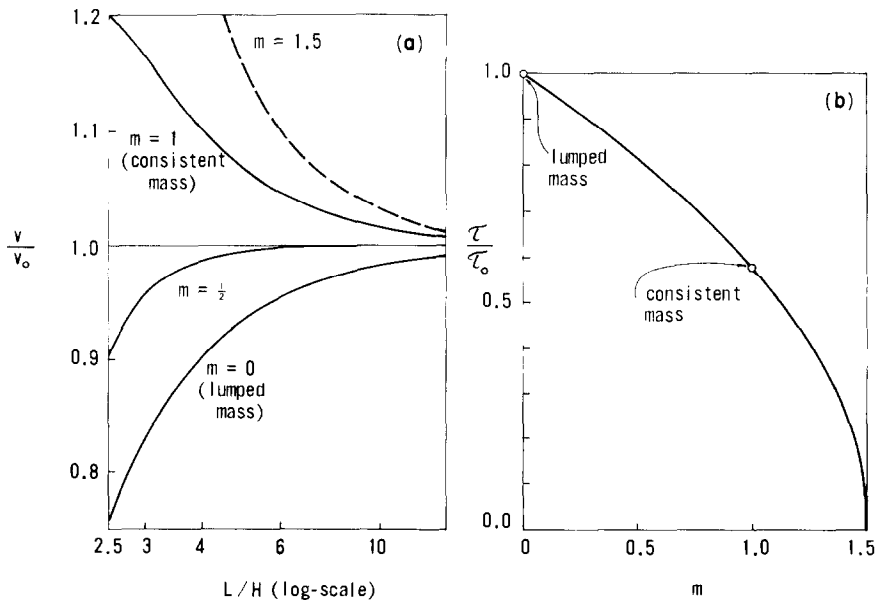 1.2
1.1
1.0
0.9
0.8
v
v₀
(a)
m = 1.5
m = 1
(consistent
mass)
m = ½
m = 0
(lumped
mass)
2.5 3 4 6 10
L/H (log-scale)
1.0
0.5
0.0
τ
τ₀
(b)
lumped
mass
consistent
mass
0 0.5 1.0 1.5
m